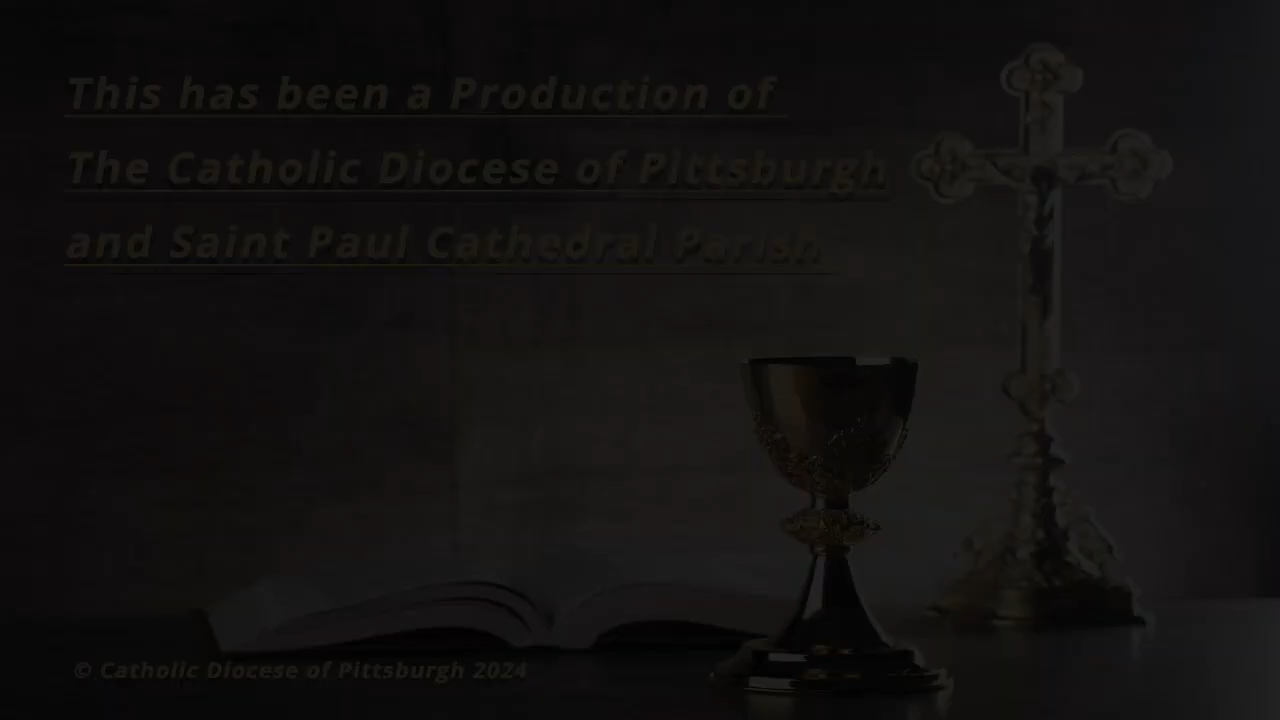 This has been a Production of
The Catholic Diocese of Pittsburgh
and Saint Paul Cathedral Parish
© Catholic Diocese of Pittsburgh 2024